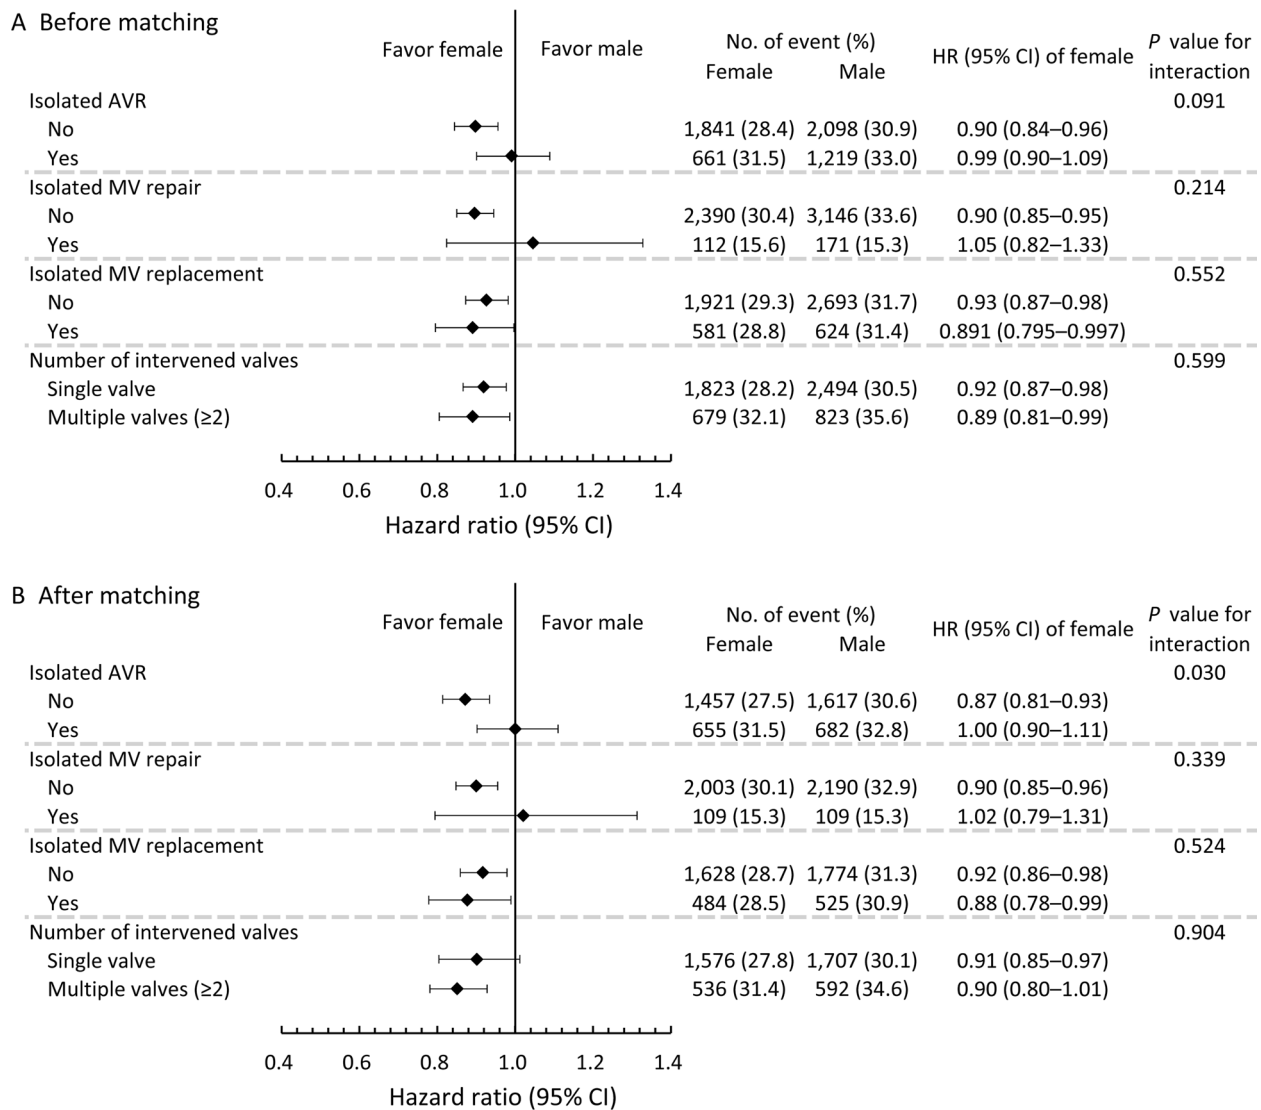 A Before matching
Favor female Favor male No. of event (%) HR (95% CI) of female P value for interaction
Female Male
Isolated AVR 0.091
No 1,841 (28.4) 2,098 (30.9) 0.90 (0.84–0.96)
Yes 661 (31.5) 1,219 (33.0) 0.99 (0.90–1.09)
Isolated MV repair 0.214
No 2,390 (30.4) 3,146 (33.6) 0.90 (0.85–0.95)
Yes 112 (15.6) 171 (15.3) 1.05 (0.82–1.33)
Isolated MV replacement 0.552
No 1,921 (29.3) 2,693 (31.7) 0.93 (0.87–0.98)
Yes 581 (28.8) 624 (31.4) 0.891 (0.795–0.997)
Number of intervened valves 0.599
Single valve 1,823 (28.2) 2,494 (30.5) 0.92 (0.87–0.98)
Multiple valves (≥2) 679 (32.1) 823 (35.6) 0.89 (0.81–0.99)
0.4 0.6 0.8 1.0 1.2 1.4
Hazard ratio (95% CI)
B After matching
Favor female Favor male No. of event (%) HR (95% CI) of female P value for interaction
Female Male
Isolated AVR 0.030
No 1,457 (27.5) 1,617 (30.6) 0.87 (0.81–0.93)
Yes 655 (31.5) 682 (32.8) 1.00 (0.90–1.11)
Isolated MV repair 0.339
No 2,003 (30.1) 2,190 (32.9) 0.90 (0.85–0.96)
Yes 109 (15.3) 109 (15.3) 1.02 (0.79–1.31)
Isolated MV replacement 0.524
No 1,628 (28.7) 1,774 (31.3) 0.92 (0.86–0.98)
Yes 484 (28.5) 525 (30.9) 0.88 (0.78–0.99)
Number of intervened valves 0.904
Single valve 1,576 (27.8) 1,707 (30.1) 0.91 (0.85–0.97)
Multiple valves (≥2) 536 (31.4) 592 (34.6) 0.90 (0.80–1.01)
0.4 0.6 0.8 1.0 1.2 1.4
Hazard ratio (95% CI)